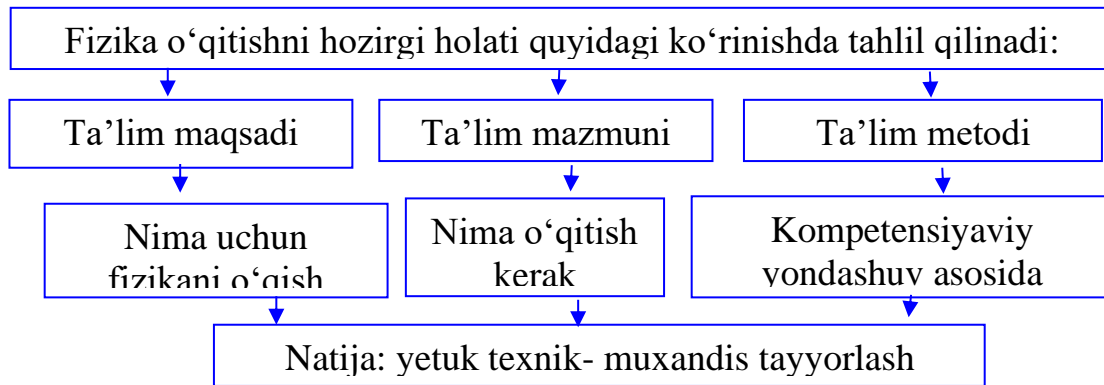 Fizika o‘qitishni hozirgi holati quyidagi ko‘rinishda tahlil qilinadi:
Ta’lim maqsadi
Ta’lim mazmuni
Ta’lim metodi
Nima uchun
fizikani o‘qish
Nima o‘qitish
kerak
Kompetensiyaviy
yondashuv asosida
Natija: yetuk texnik- muxandis tayyorlash